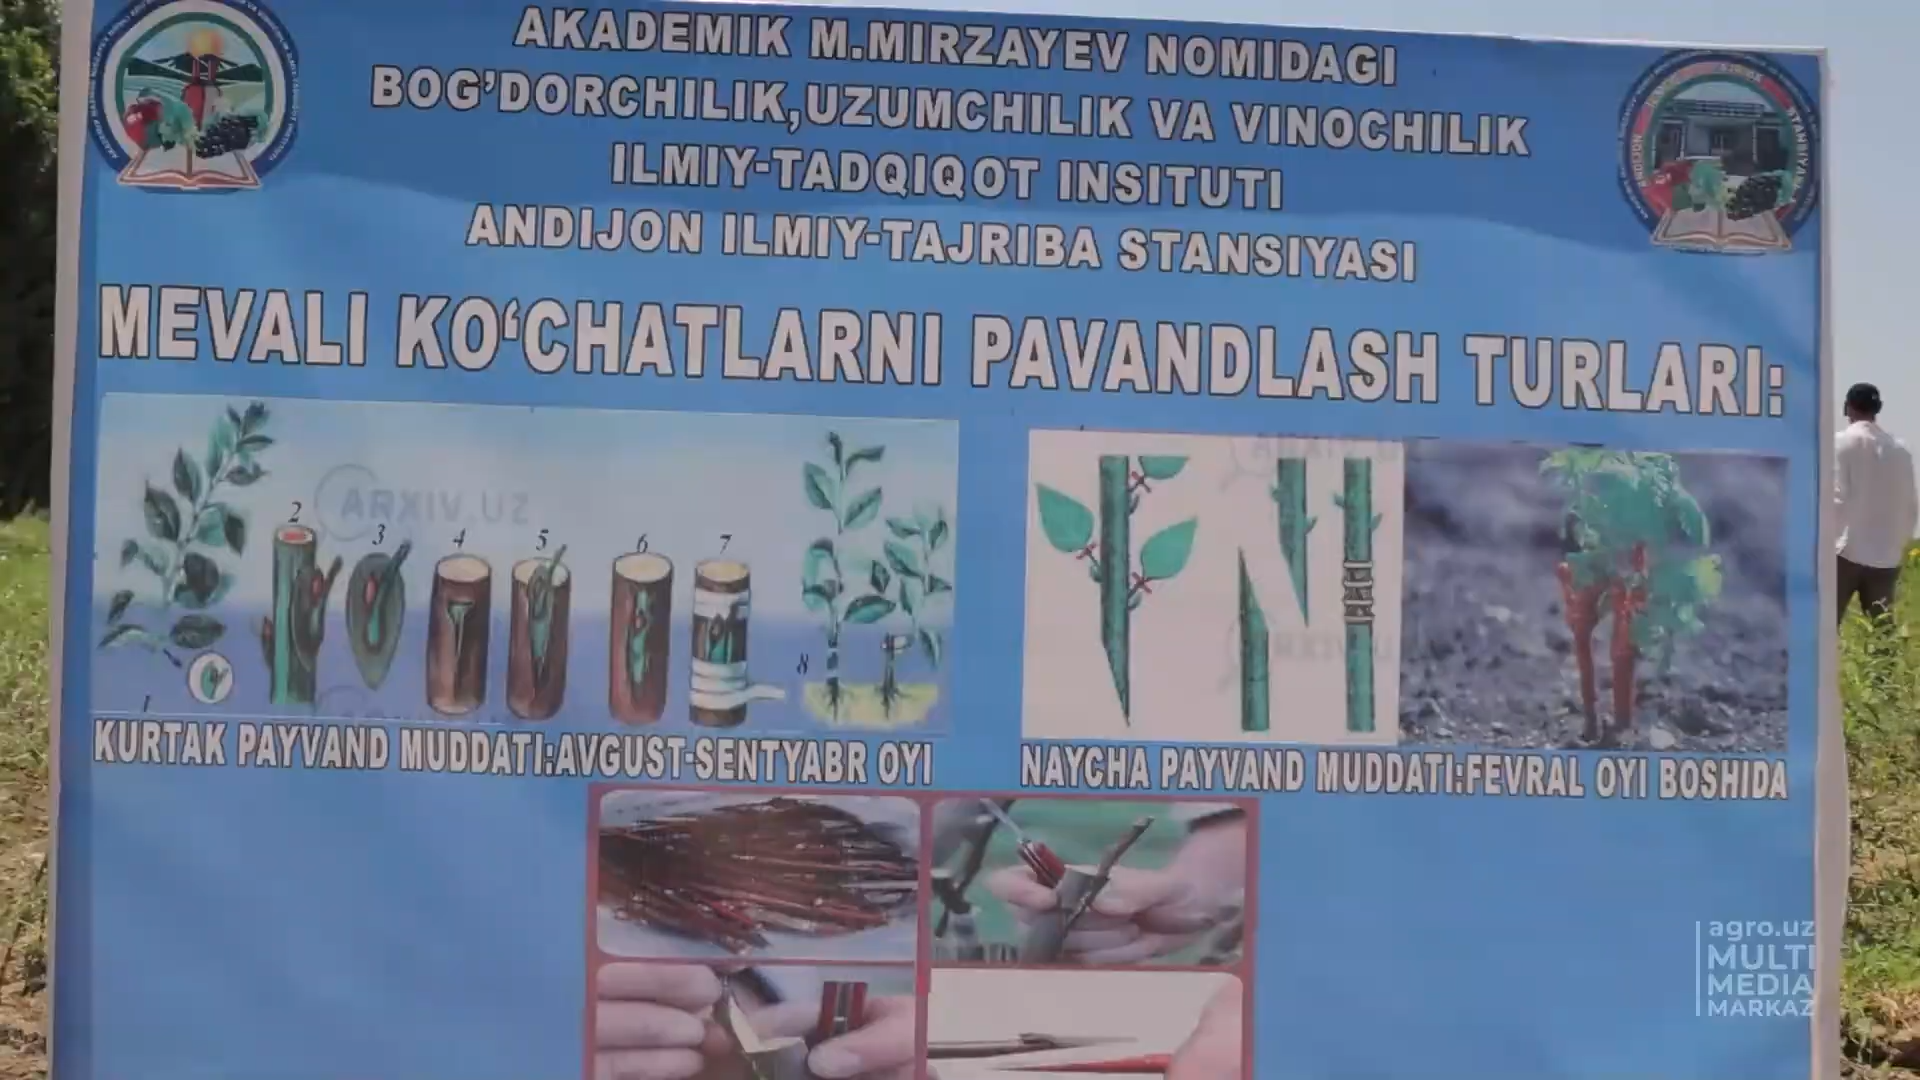 AKADEMIK M.MIRZAYEV NOMIDAGI
BOG'DORCHILIK,UZUMCHILIK VA VINOCHILIK
ILMIY-TADQIQOT INSITUTI
ANDIJON ILMIY-TAJRIBA STANSIYASI
MEVALI KO‘CHATLARNI PAVANDLASH TURLARI:
ARXIV.UZ
1 2 3 4 5 6 7 8
KURTAK PAYVAND MUDDATI:AVGUST-SENTYABR OYI
NAYCHA PAYVAND MUDDATI:FEVRAL OYI BOSHIDA
agro.uz
MULTI
MEDIA
MARKAZ